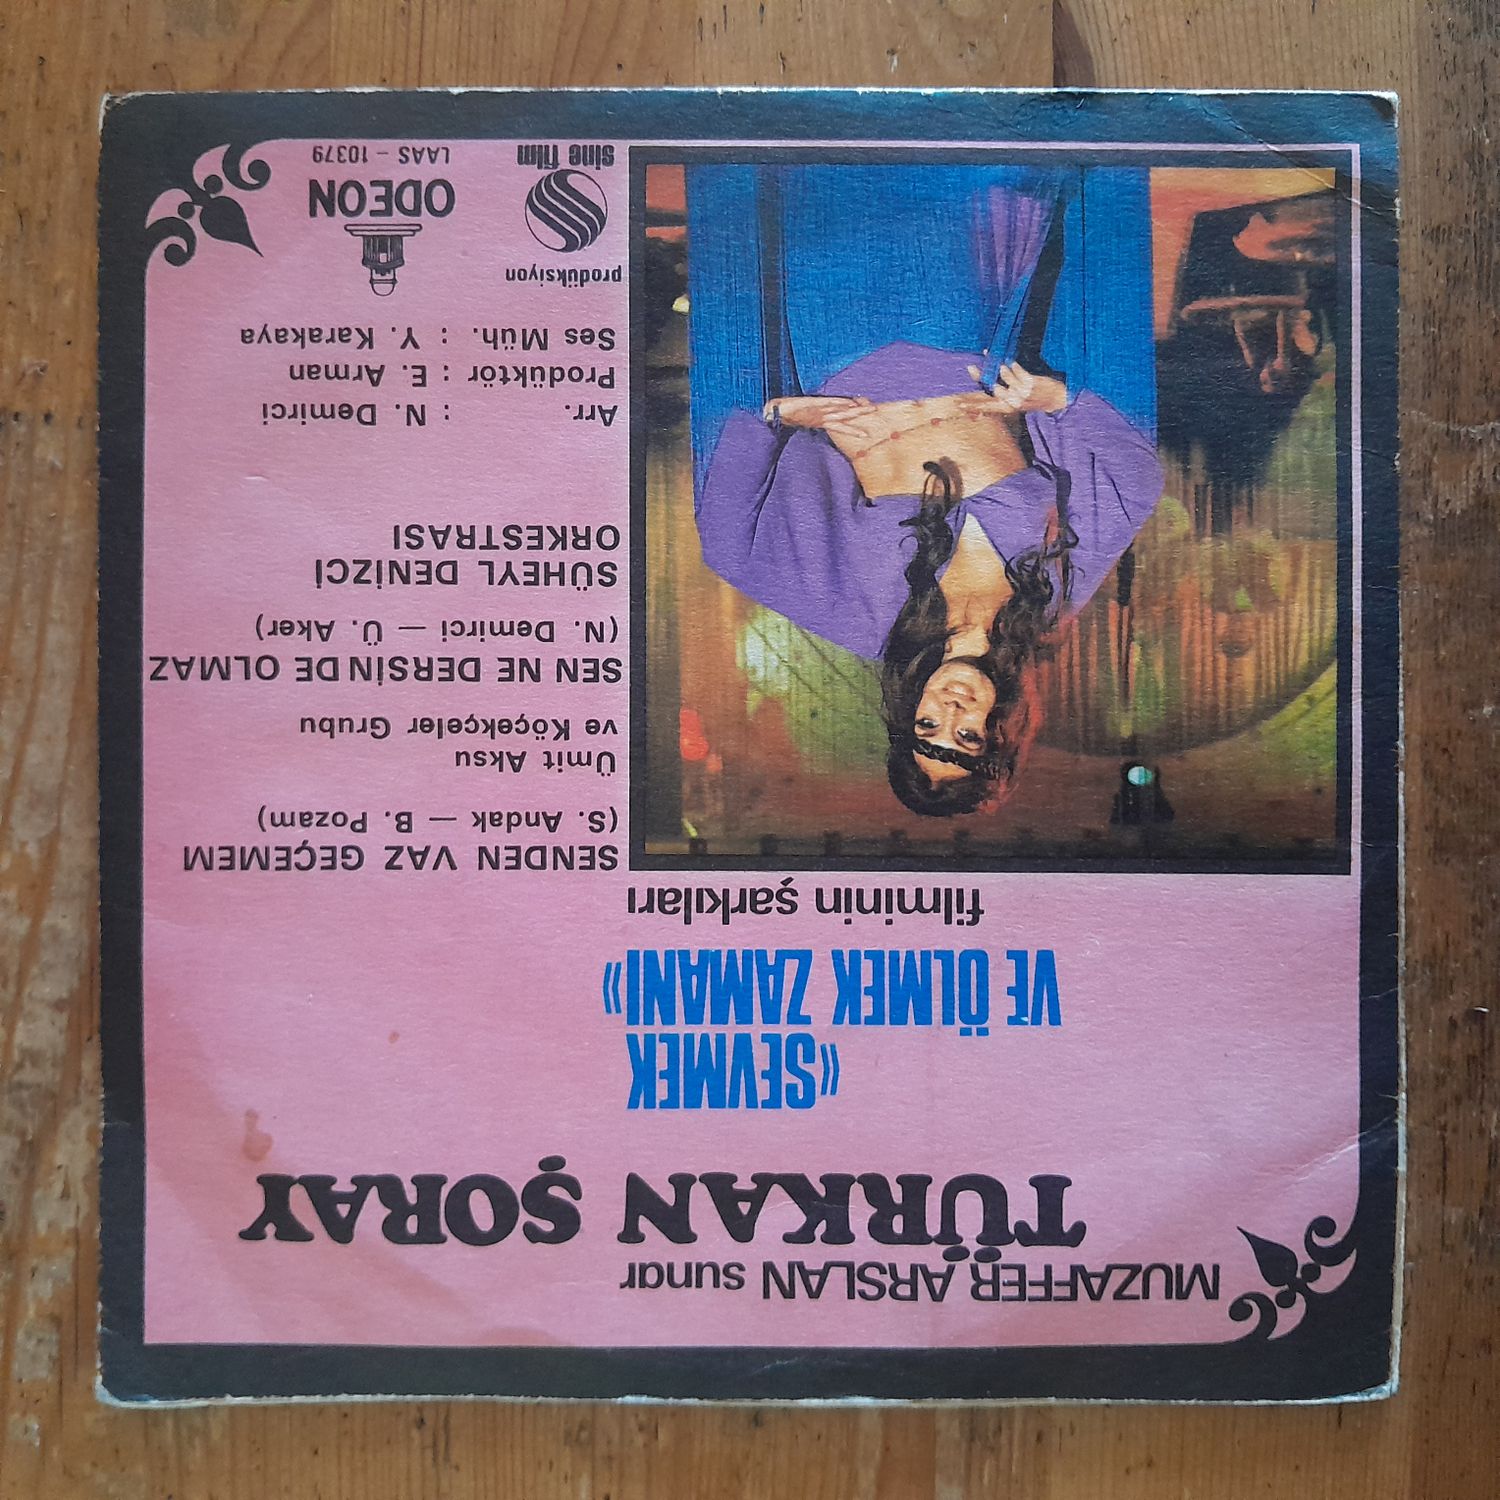 MUZAFFER ARSLAN sunar
TÜRKAN ŞORAY
«SEVMEK
VE ÖLMEK ZAMANI»
filminin şarkıları
SENDEN VAZ GEÇEMEM
(S. Andak — B. Pozam)
Ümit Aksu
ve Köçekçeler Grubu
SEN NE DERSİN DE OLMAZ
(N. Demirci — Ü. Aker)
SÜHEYL DENİZCİ
ORKESTRASI
Arr. : N. Demirci
Prodüktör : E. Arman
Ses Müh. : Y. Karakaya
prodüksiyon
sine film
ODEON
LAAS – 10379